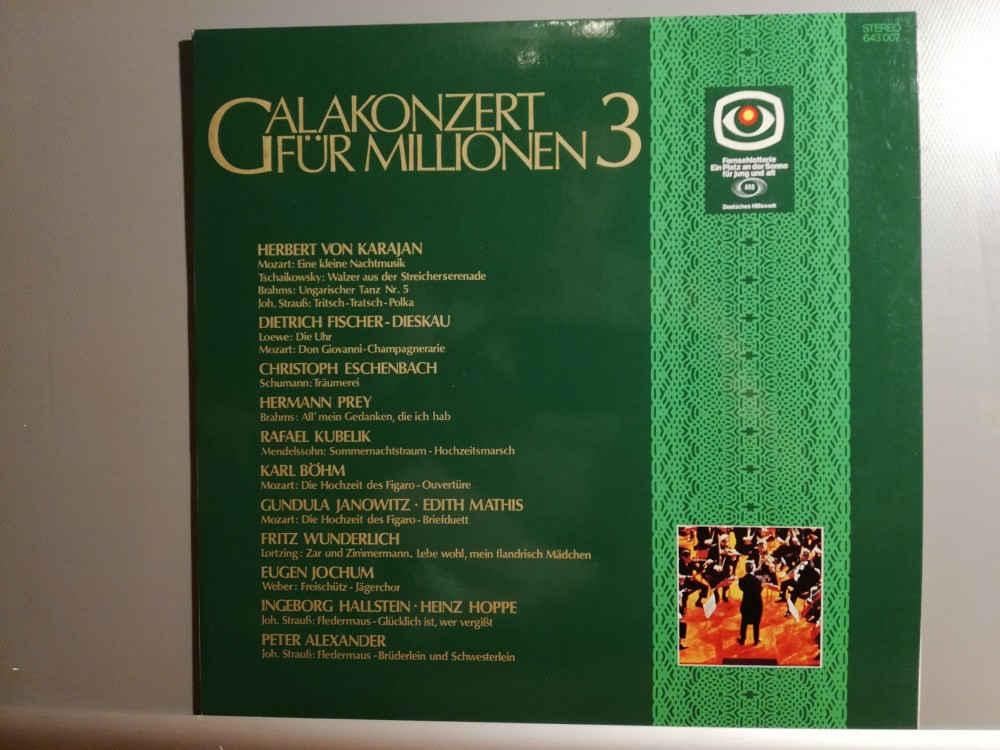 STEREO
643 007
GALAKONZERT
FÜR MILLIONEN 3
Fernsehlotterie
Ein Platz an der Sonne
für jung und alt
ARD
Deutsches Hilfswerk
HERBERT VON KARAJAN
Mozart: Eine kleine Nachtmusik
Tschaikowsky: Walzer aus der Streicherserenade
Brahms: Ungarischer Tanz Nr. 5
Joh. Strauß: Tritsch-Tratsch-Polka
DIETRICH FISCHER-DIESKAU
Loewe: Die Uhr
Mozart: Don Giovanni-Champagnerarie
CHRISTOPH ESCHENBACH
Schumann: Träumerei
HERMANN PREY
Brahms: All' mein Gedanken, die ich hab
RAFAEL KUBELIK
Mendelssohn: Sommernachtstraum-Hochzeitsmarsch
KARL BÖHM
Mozart: Die Hochzeit des Figaro-Ouvertüre
GUNDULA JANOWITZ · EDITH MATHIS
Mozart: Die Hochzeit des Figaro-Briefduett
FRITZ WUNDERLICH
Lortzing: Zar und Zimmermann. Lebe wohl, mein flandrisch Mädchen
EUGEN JOCHUM
Weber: Freischütz-Jägerchor
INGEBORG HALLSTEIN · HEINZ HOPPE
Joh. Strauß: Fledermaus-Glücklich ist, wer vergißt
PETER ALEXANDER
Joh. Strauß: Fledermaus-Brüderlein und Schwesterlein